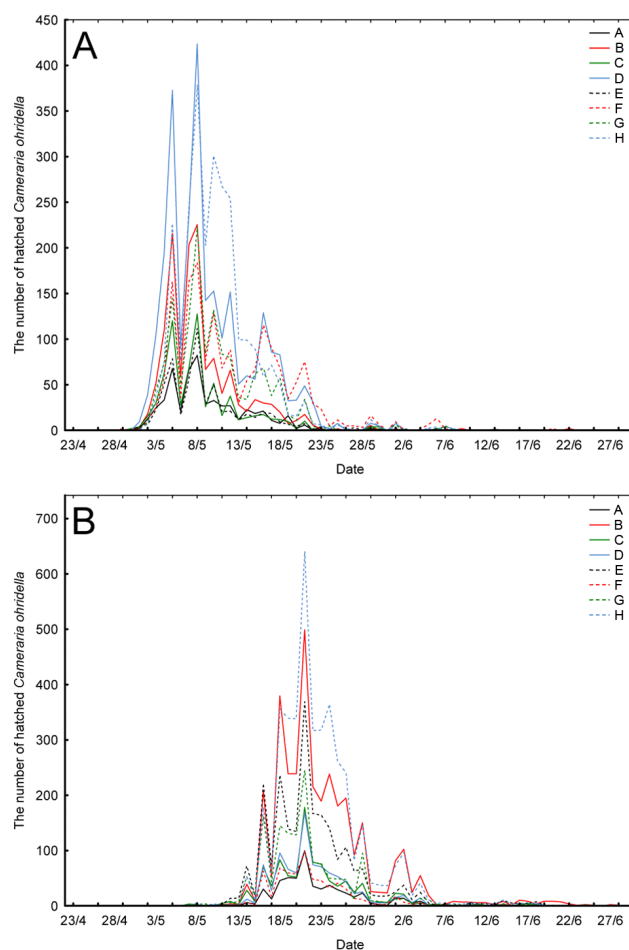 A
450
400
350
300
250
200
150
100
50
0
The number of hatched Cameraria ohridella
A
B
C
D
E
F
G
H
23/4 28/4 3/5 8/5 13/5 18/5 23/5 28/5 2/6 7/6 12/6 17/6 22/6 27/6
Date
B
700
600
500
400
300
200
100
0
The number of hatched Cameraria ohridella
A
B
C
D
E
F
G
H
23/4 28/4 3/5 8/5 13/5 18/5 23/5 28/5 2/6 7/6 12/6 17/6 22/6 27/6
Date